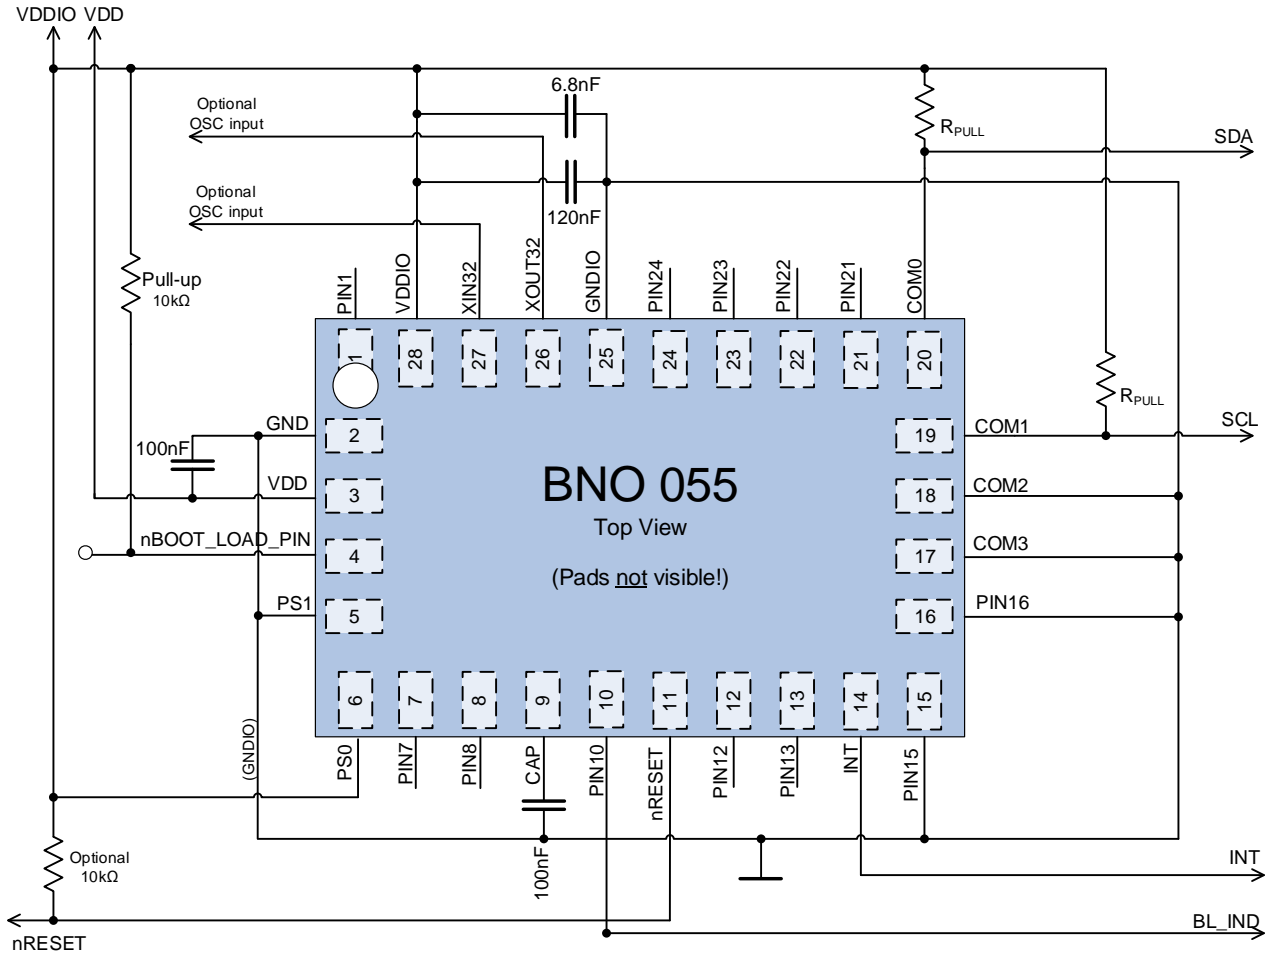 VDDIO VDD
6.8nF
Optional
OSC input
R_PULL
SDA
Optional
OSC input
120nF
Pull-up
10kΩ
PIN1
VDDIO
XIN32
XOUT32
GNDIO
PIN24
PIN23
PIN22
PIN21
COM0
1
28
27
26
25
24
23
22
21
20
R_PULL
GND
2
19
COM1
SCL
100nF
VDD
3
BNO 055
18
COM2
Top View
nBOOT_LOAD_PIN
4
17
COM3
(Pads not visible!)
PS1
5
16
PIN16
6
7
8
9
10
11
12
13
14
15
(GNDIO)
PS0
PIN7
PIN8
CAP
PIN10
nRESET
PIN12
PIN13
INT
PIN15
Optional
10kΩ
100nF
INT
nRESET
BL_IND